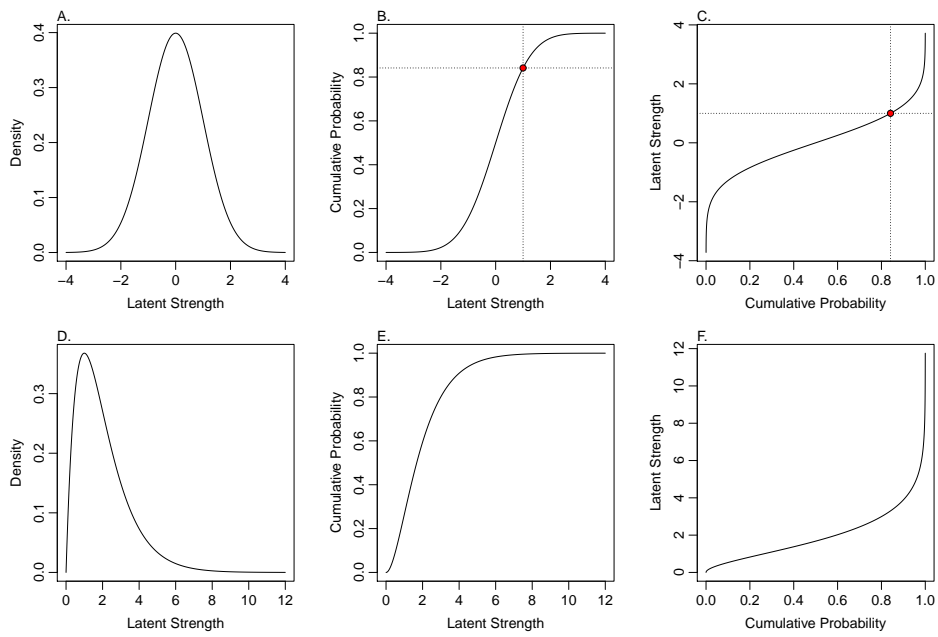 A.
Density
0.0 0.1 0.2 0.3 0.4
−4 −2 0 2 4
Latent Strength
B.
Cumulative Probability
0.0 0.2 0.4 0.6 0.8 1.0
−4 −2 0 2 4
Latent Strength
C.
Latent Strength
−4 −2 0 2 4
0.0 0.2 0.4 0.6 0.8 1.0
Cumulative Probability
D.
Density
0.0 0.1 0.2 0.3
0 2 4 6 8 10 12
Latent Strength
E.
Cumulative Probability
0.0 0.2 0.4 0.6 0.8 1.0
0 2 4 6 8 10 12
Latent Strength
F.
Latent Strength
0 2 4 6 8 10 12
0.0 0.2 0.4 0.6 0.8 1.0
Cumulative Probability